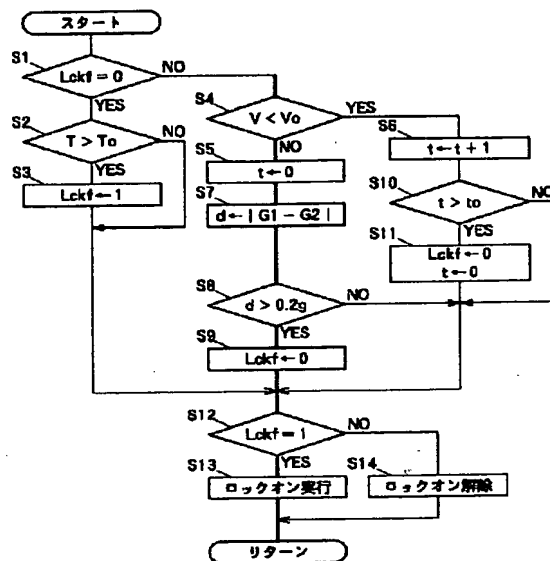 スタート
S1
Lckf = 0
NO
YES
S2
T > To
NO
YES
S3
Lckf ← 1
S4
V < Vo
YES
NO
S5
t ← 0
S6
t ← t + 1
S7
d ← | G1 − G2 |
S10
t > to
NO
YES
S11
Lckf ← 0
t ← 0
S8
d > 0.2g
NO
YES
S9
Lckf ← 0
S12
Lckf = 1
NO
YES
S13
ロックオン実行
S14
ロックオン解除
リターン